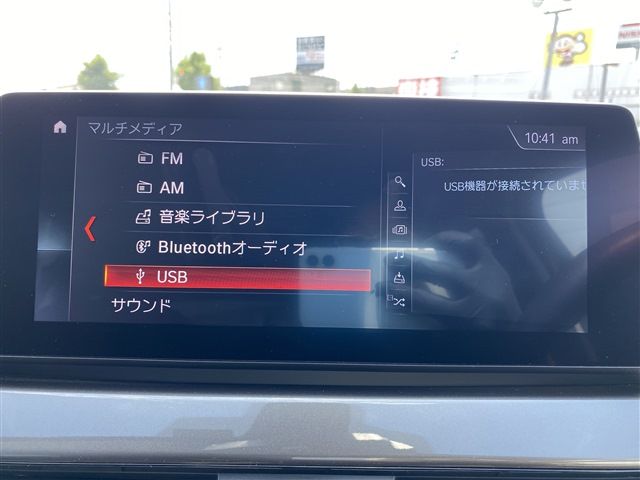 マルチメディア
10:41 am
FM
AM
音楽ライブラリ
Bluetoothオーディオ
USB
サウンド
USB:
USB機器が接続されていませ